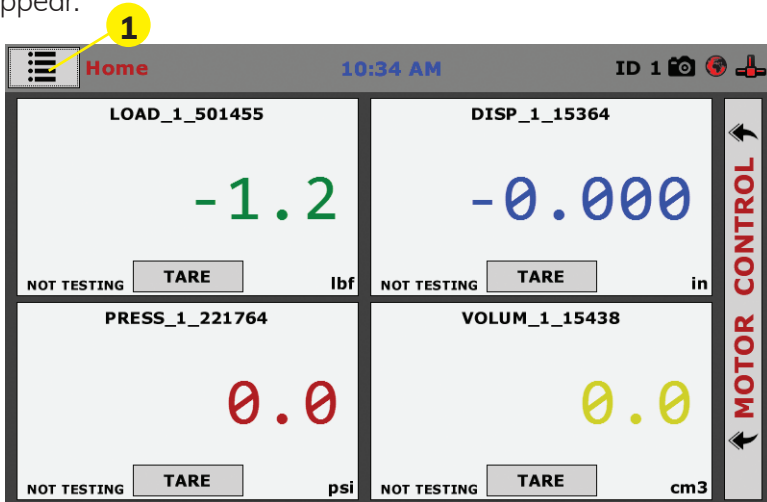 ppear.
1
Home 10:34 AM ID 1
LOAD_1_501455
-1.2
NOT TESTING TARE lbf
DISP_1_15364
-0.000
NOT TESTING TARE in
PRESS_1_221764
0.0
NOT TESTING TARE psi
VOLUM_1_15438
0.0
NOT TESTING TARE cm3
MOTOR CONTROL